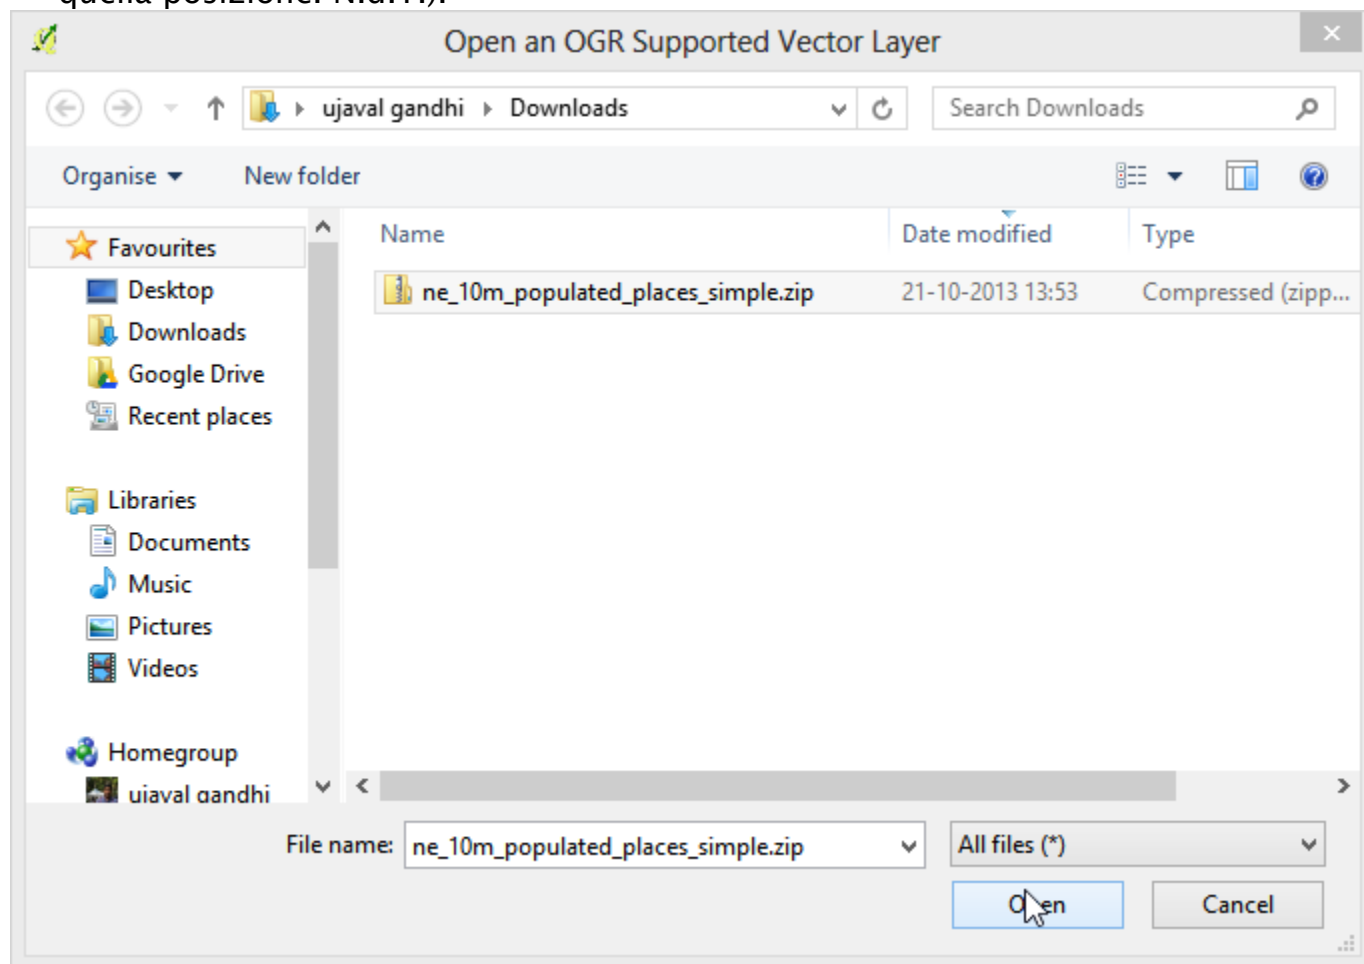 quella posizione. N.d.T.).
Open an OGR Supported Vector Layer
ujaval gandhi Downloads
Search Downloads
Organise New folder
Favourites
Desktop
Downloads
Google Drive
Recent places
Libraries
Documents
Music
Pictures
Videos
Homegroup
ujaval gandhi
Name Date modified Type
ne_10m_populated_places_simple.zip 21-10-2013 13:53 Compressed (zipp...
File name: ne_10m_populated_places_simple.zip All files (*)
Open Cancel